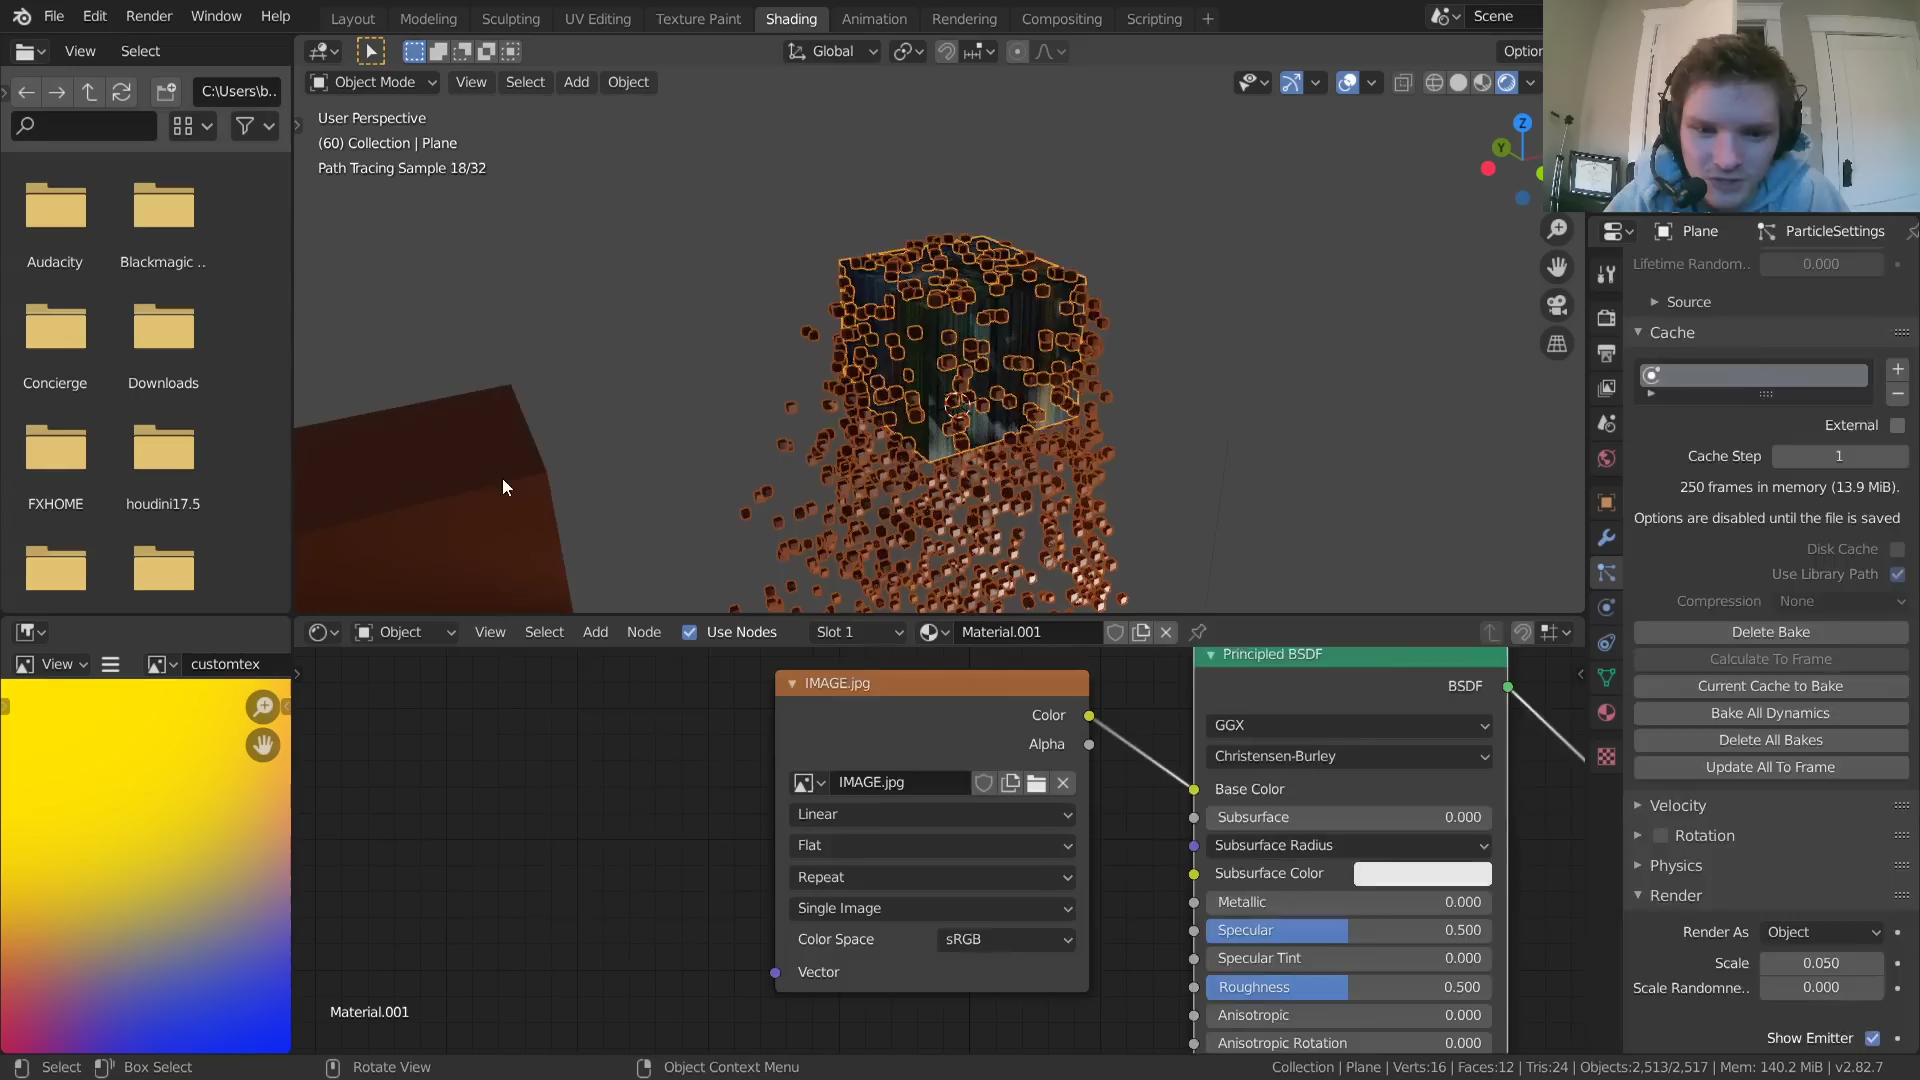 File Edit Render Window Help
Layout Modeling Sculpting UV Editing Texture Paint Shading Animation Rendering Compositing Scripting +
Scene
View Select
Global
Optior
Object Mode View Select Add Object
C:\Users\b..
User Perspective
(60) Collection | Plane
Path Tracing Sample 18/32
Z
Y
Audacity
Blackmagic ..
Concierge
Downloads
FXHOME
houdini17.5
Plane
ParticleSettings
Lifetime Random.. 0.000
Source
Cache
External
Cache Step 1
250 frames in memory (13.9 MiB).
Options are disabled until the file is saved
Disk Cache
Use Library Path
Compression None
Delete Bake
Calculate To Frame
Current Cache to Bake
Bake All Dynamics
Delete All Bakes
Update All To Frame
Velocity
Rotation
Physics
Render
Render As Object
Scale 0.050
Scale Randomne.. 0.000
Show Emitter
Object View Select Add Node Use Nodes Slot 1 Material.001
View
customtex
IMAGE.jpg
Color
Alpha
IMAGE.jpg
Linear
Flat
Repeat
Single Image
Color Space sRGB
Vector
Principled BSDF
BSDF
GGX
Christensen-Burley
Base Color
Subsurface 0.000
Subsurface Radius
Subsurface Color
Metallic 0.000
Specular 0.500
Specular Tint 0.000
Roughness 0.500
Anisotropic 0.000
Anisotropic Rotation 0.000
Material.001
Select Box Select Rotate View Object Context Menu
Collection | Plane | Verts:16 | Faces:12 | Tris:24 | Objects:2,513/2,517 | Mem: 140.2 MiB | v2.82.7